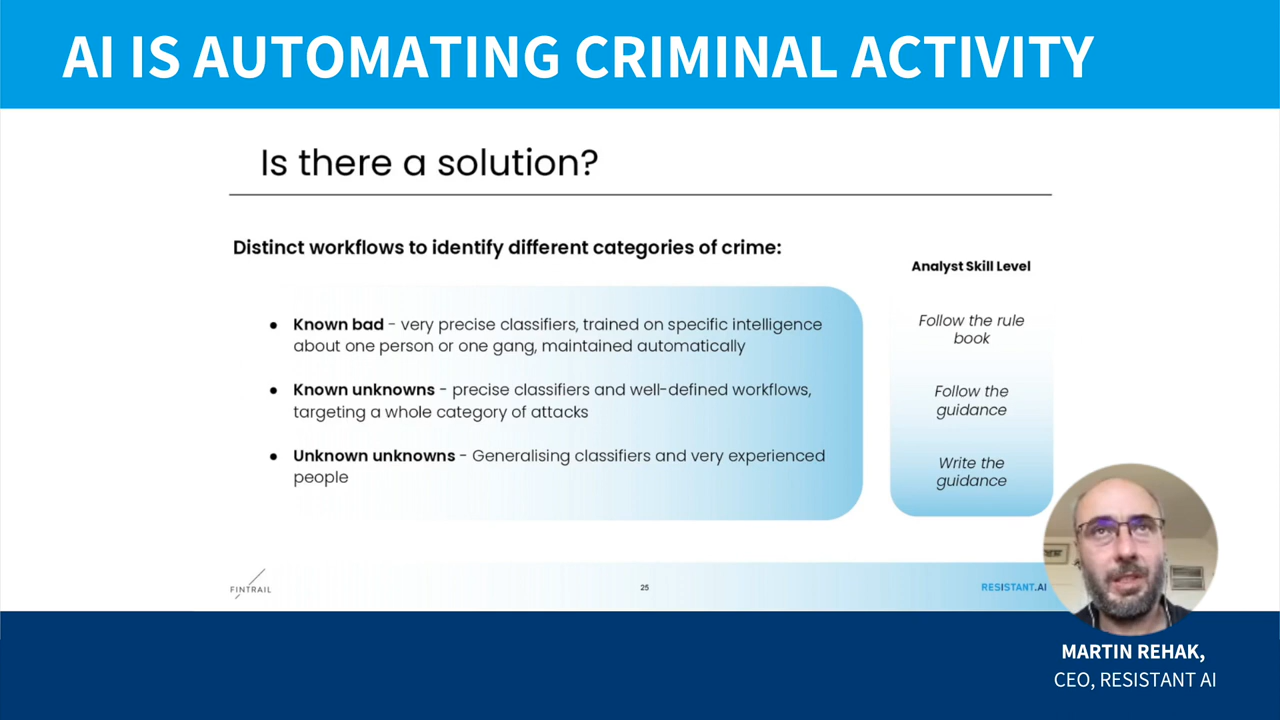 AI IS AUTOMATING CRIMINAL ACTIVITY
Is there a solution?
Distinct workflows to identify different categories of crime:
● Known bad - very precise classifiers, trained on specific intelligence
about one person or one gang, maintained automatically
● Known unknowns - precise classifiers and well-defined workflows,
targeting a whole category of attacks
● Unknown unknowns - Generalising classifiers and very experienced
people
Analyst Skill Level
Follow the rule
book
Follow the
guidance
Write the
guidance
FINTRAIL
25
RESISTANT.AI
MARTIN REHAK,
CEO, RESISTANT AI